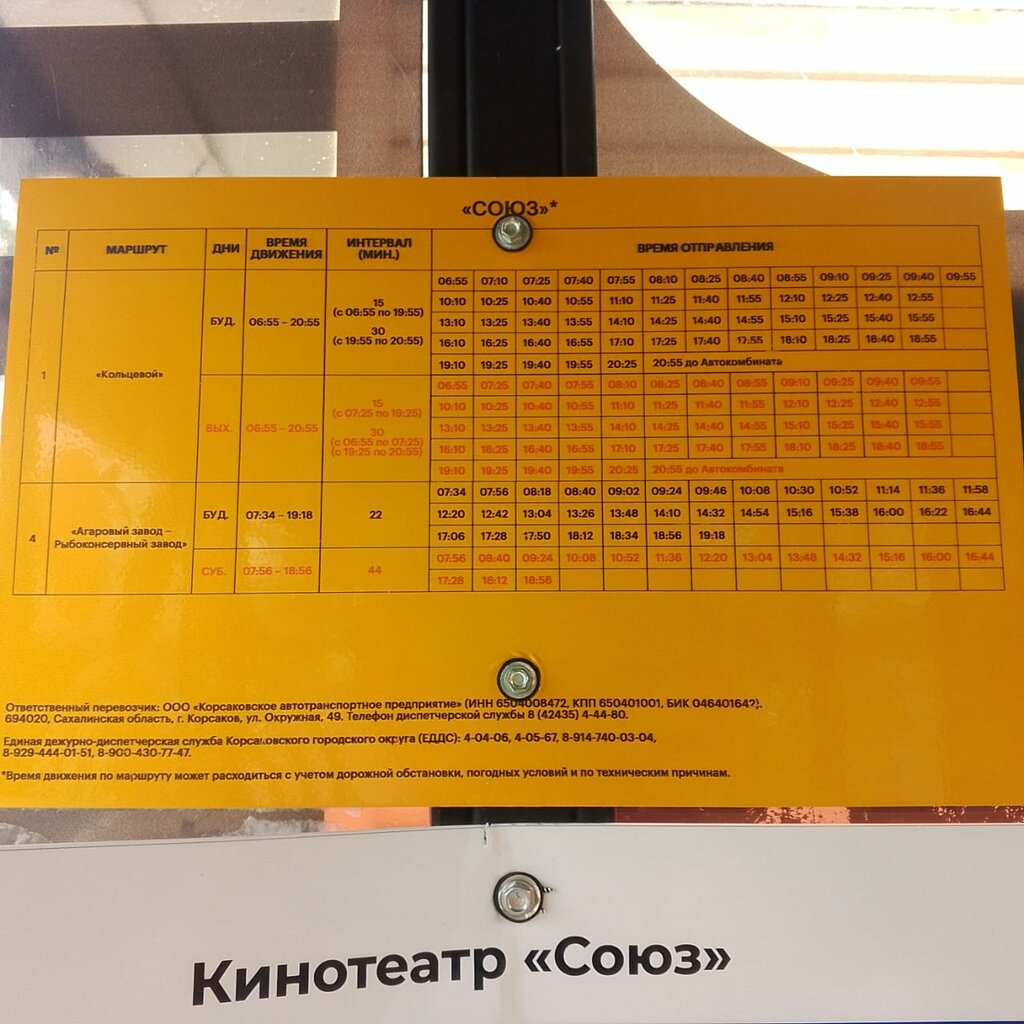 «СОЮЗ»*
№ МАРШРУТ ДНИ ВРЕМЯ ДВИЖЕНИЯ ИНТЕРВАЛ (МИН.) ВРЕМЯ ОТПРАВЛЕНИЯ
1 «Кольцевой» БУД. 06:55 – 20:55 15 (с 06:55 по 19:55) 30 (с 19:55 по 20:55)
06:55 07:10 07:25 07:40 07:55 08:10 08:25 08:40 08:55 09:10 09:25 09:40 09:55
10:10 10:25 10:40 10:55 11:10 11:25 11:40 11:55 12:10 12:25 12:40 12:55
13:10 13:25 13:40 13:55 14:10 14:25 14:40 14:55 15:10 15:25 15:40 15:55
16:10 16:25 16:40 16:55 17:10 17:25 17:40 17:55 18:10 18:25 18:40 18:55
19:10 19:25 19:40 19:55 20:25 20:55 до Автокомбината
ВЫХ. 06:55 – 20:55 15 (с 07:25 по 19:25) 30 (с 06:55 по 07:25) (с 19:25 по 20:55)
06:55 07:25 07:40 07:55 08:10 08:25 08:40 08:55 09:10 09:25 09:40 09:55
10:10 10:25 10:40 10:55 11:10 11:25 11:40 11:55 12:10 12:25 12:40 12:55
13:10 13:25 13:40 13:55 14:10 14:25 14:40 14:55 15:10 15:25 15:40 15:55
16:10 16:25 16:40 16:55 17:10 17:25 17:40 17:55 18:10 18:25 18:40 18:55
19:10 19:25 19:40 19:55 20:25 20:55 до Автокомбината
4 «Агаровый завод – Рыбоконсервный завод» БУД. 07:34 – 19:18 22
07:34 07:56 08:18 08:40 09:02 09:24 09:46 10:08 10:30 10:52 11:14 11:36 11:58
12:20 12:42 13:04 13:26 13:48 14:10 14:32 14:54 15:16 15:38 16:00 16:22 16:44
17:06 17:28 17:50 18:12 18:34 18:56 19:18
СУБ. 07:56 – 18:56 44
07:56 08:40 09:24 10:08 10:52 11:36 12:20 13:04 13:48 14:32 15:16 16:00 16:44
17:28 18:12 18:56
Ответственный перевозчик: ООО «Корсаковское автотранспортное предприятие» (ИНН 6504008472, КПП 650401001, БИК
694020, Сахалинская область, г. Корсаков, ул. Окружная, 49. Телефон диспетчерской службы 8 (42435) 4-44-80.
Единая дежурно-диспетчерская служба Корсаковского городского округа (ЕДДС): 4-04-06, 4-05-67, 8-914-740-03-04,
8-929-444-01-51, 8-900-430-77-47.
*Время движения по маршруту может расходиться с учетом дорожной обстановки, погодных условий и по техническим причинам.
Кинотеатр «Союз»